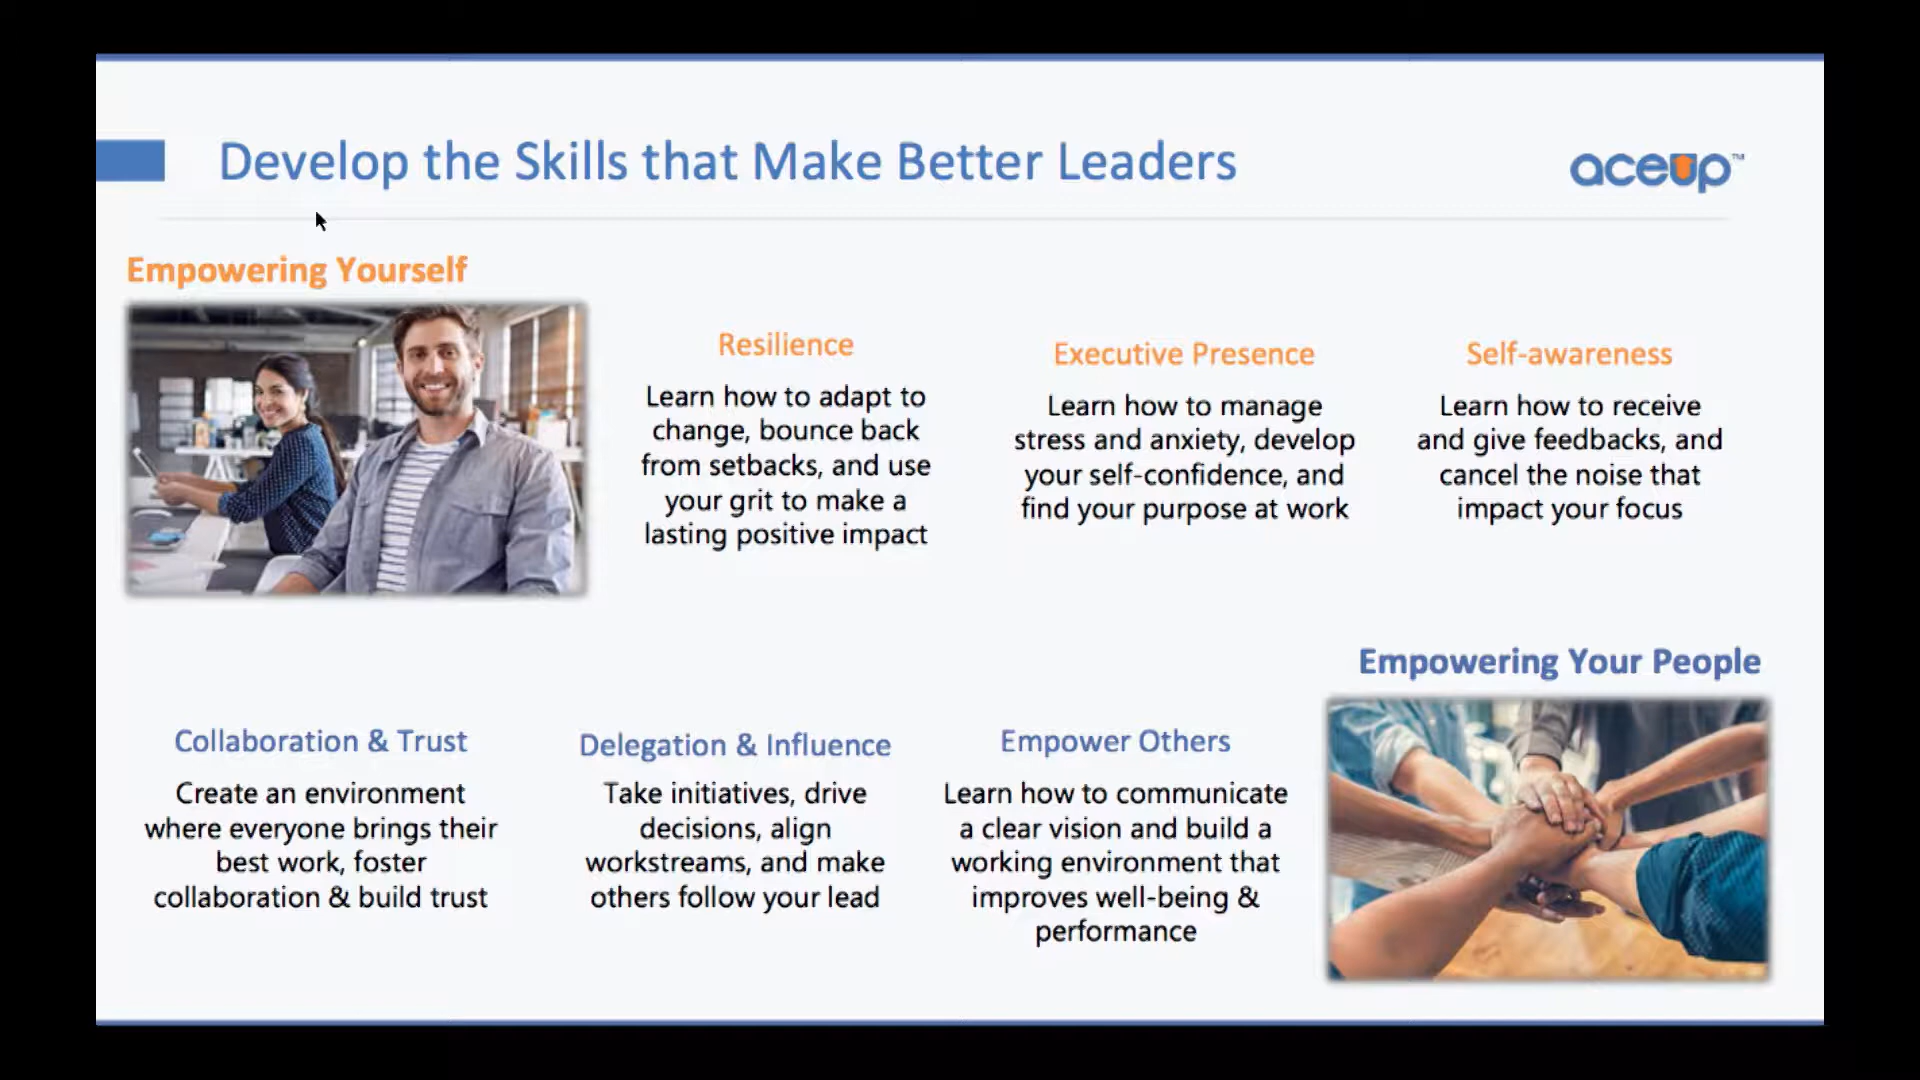 Develop the Skills that Make Better Leaders
aceup™
Empowering Yourself
Resilience
Learn how to adapt to
change, bounce back
from setbacks, and use
your grit to make a
lasting positive impact
Executive Presence
Learn how to manage
stress and anxiety, develop
your self-confidence, and
find your purpose at work
Self-awareness
Learn how to receive
and give feedbacks, and
cancel the noise that
impact your focus
Empowering Your People
Collaboration & Trust
Create an environment
where everyone brings their
best work, foster
collaboration & build trust
Delegation & Influence
Take initiatives, drive
decisions, align
workstreams, and make
others follow your lead
Empower Others
Learn how to communicate
a clear vision and build a
working environment that
improves well-being &
performance